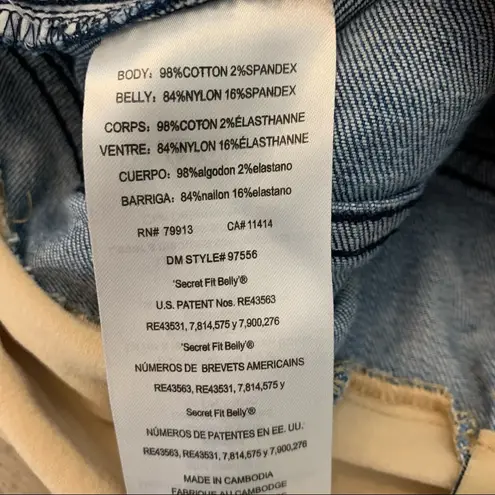 BODY: 98%COTTON 2%SPANDEX
BELLY: 84%NYLON 16%SPANDEX
CORPS: 98%COTON 2%ÉLASTHANNE
VENTRE: 84%NYLON 16%ÉLASTHANNE
CUERPO: 98%algodon 2%elastano
BARRIGA: 84%nailon 16%elastano
RN# 79913 CA# 11414
DM STYLE# 97556
'Secret Fit Belly'®
U.S. PATENT Nos. RE43563
RE43531, 7,814,575 y 7,900,276
'Secret Fit Belly'®
NÚMEROS DE BREVETS AMERICAINS
RE43563, RE43531, 7,814,575 y
Secret Fit Belly'®
NÚMEROS DE PATENTES EN EE. UU.
RE43563, RE43531, 7,814,575 y 7,900,276
MADE IN CAMBODIA
FABRIQUE AU CAMBODGE